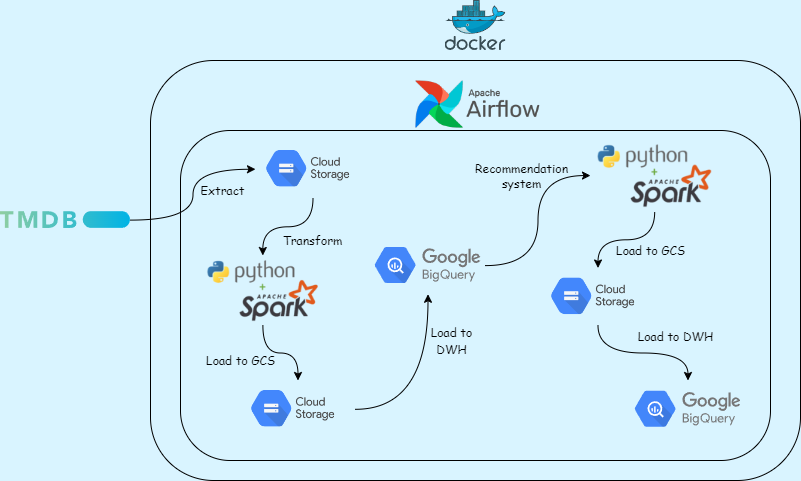 docker
Apache
Airflow
TMDB
Extract
Cloud
Storage
Transform
python
+
APACHE
Spark
Load to GCS
Cloud
Storage
Load to
DWH
Google
BigQuery
Recommendation
system
python
+
APACHE
Spark
Load to GCS
Cloud
Storage
Load to DWH
Google
BigQuery